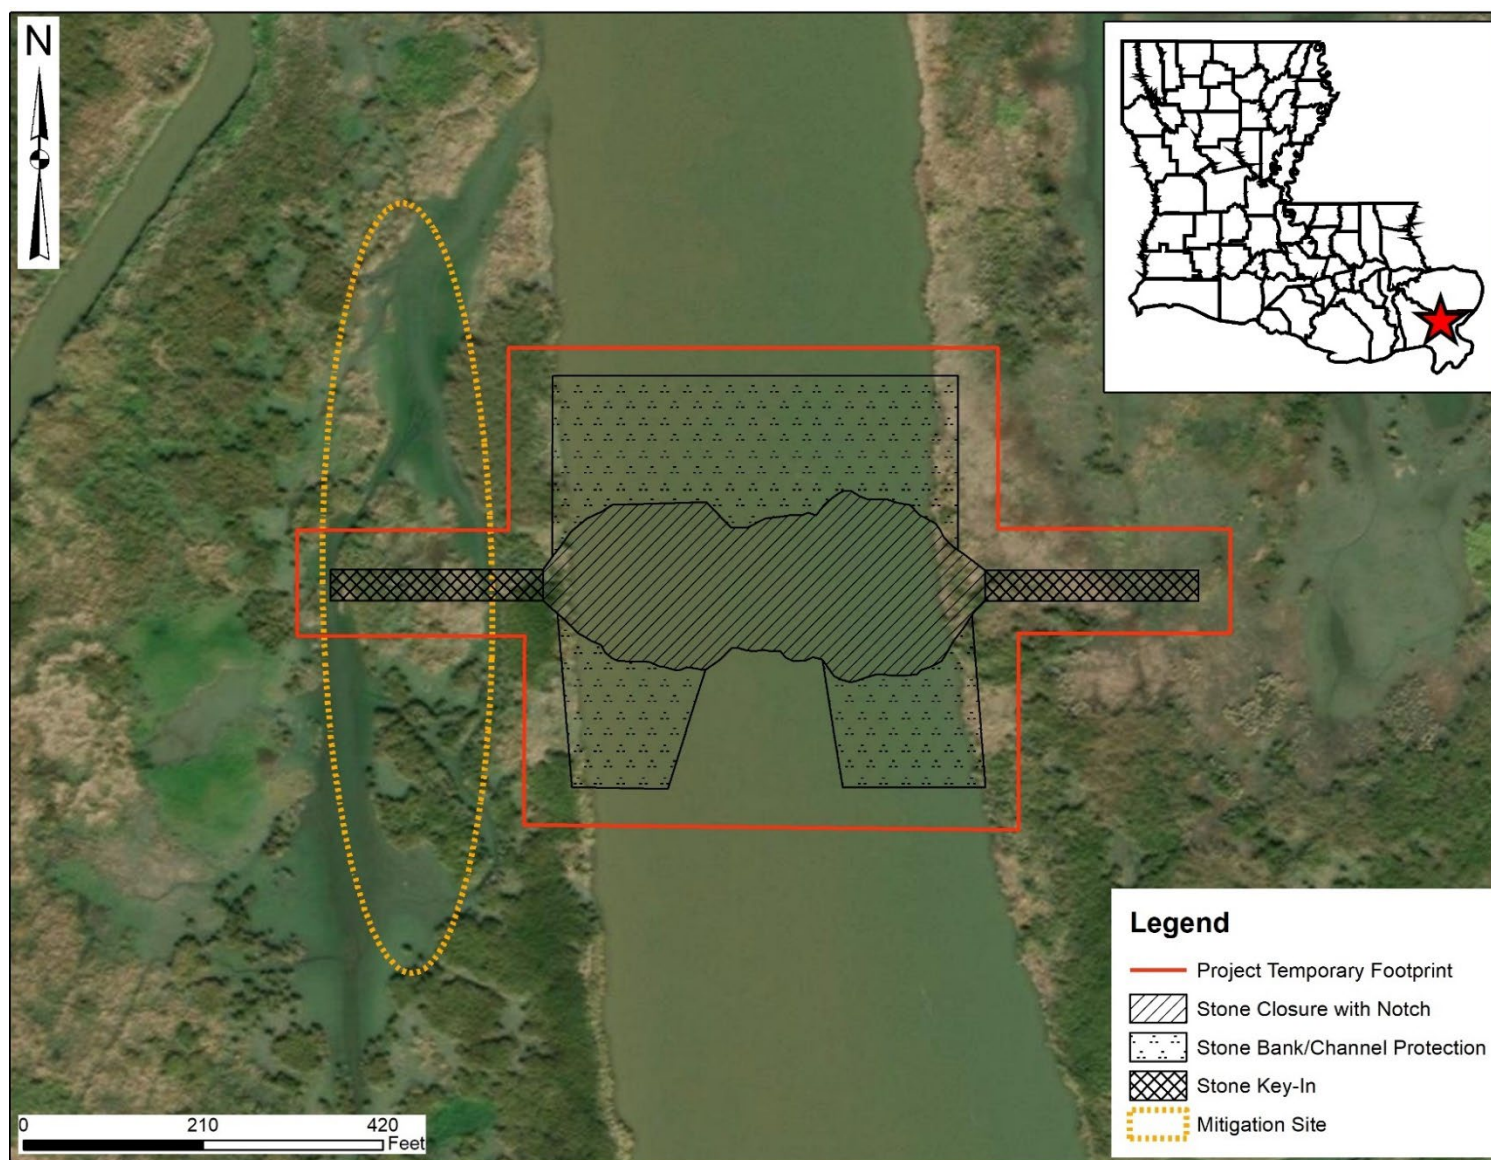 N
Legend
Project Temporary Footprint
Stone Closure with Notch
Stone Bank/Channel Protection
Stone Key-In
Mitigation Site
0 210 420
Feet